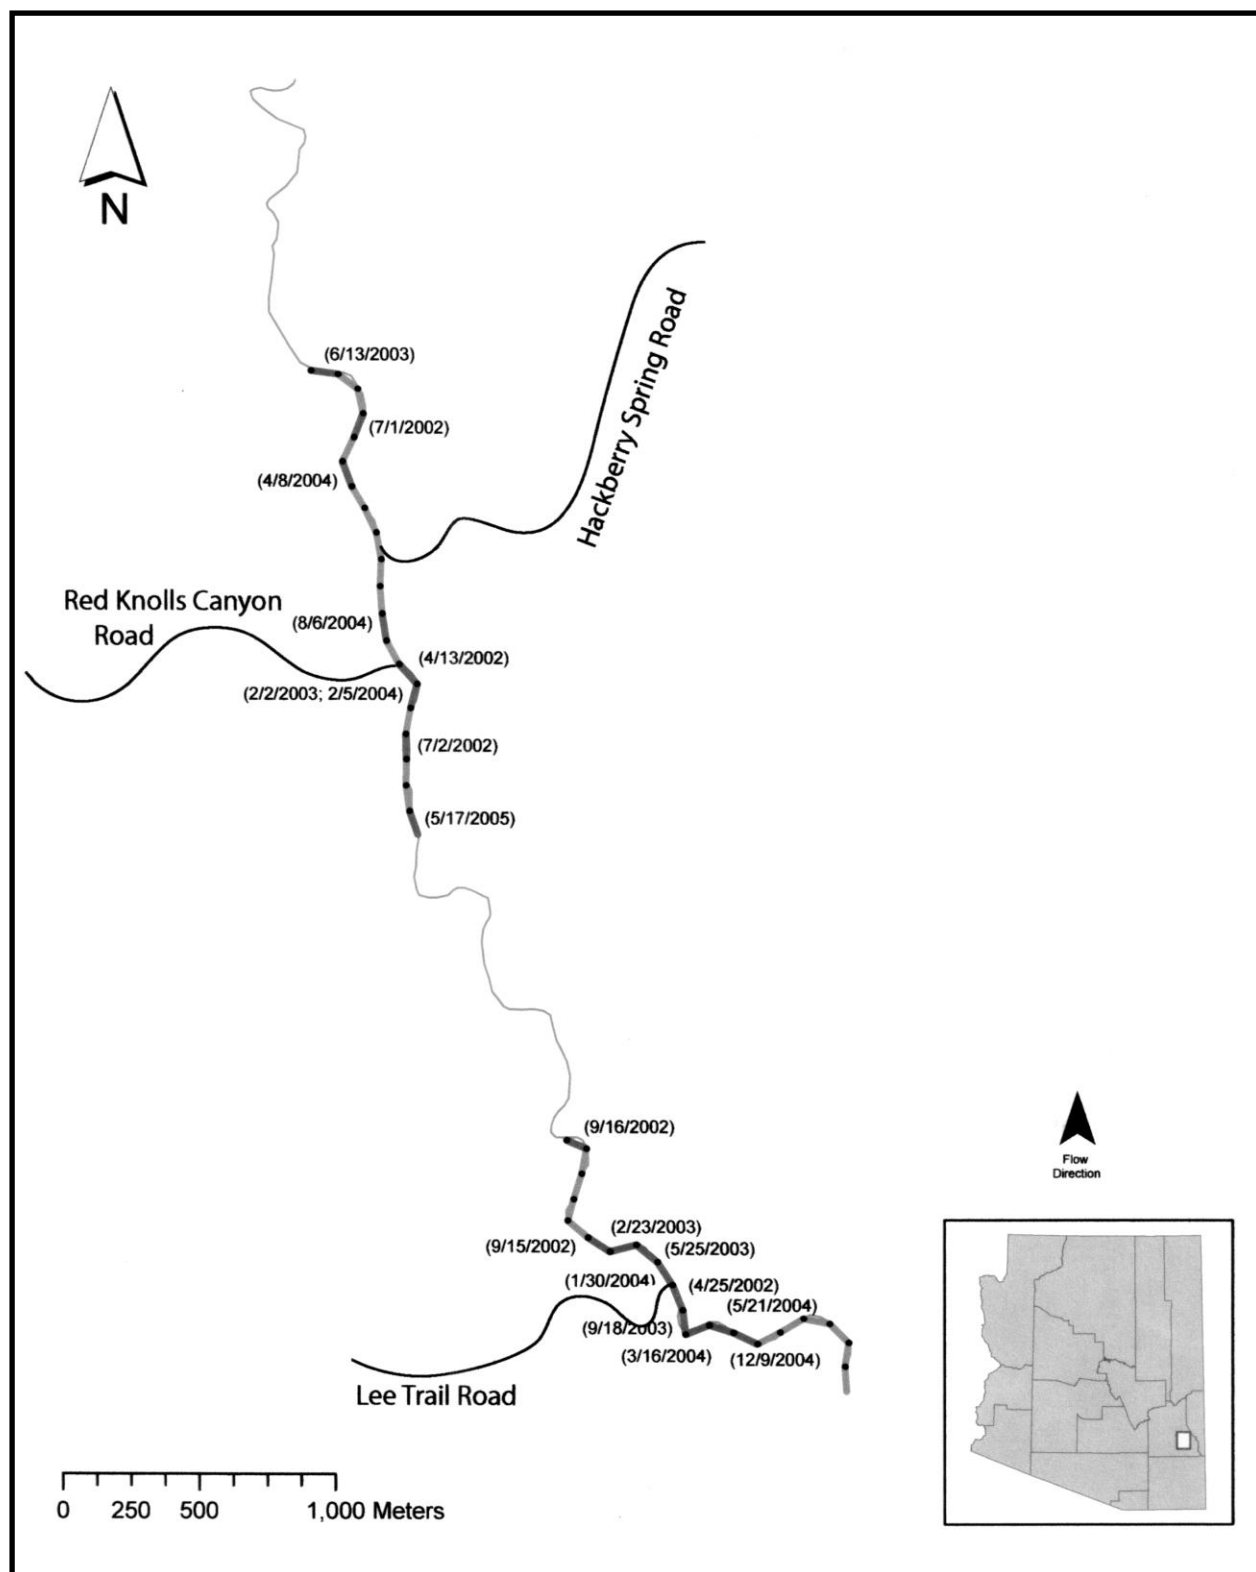 N
(6/13/2003)
(7/1/2002)
(4/8/2004)
Hackberry Spring Road
Red Knolls Canyon
Road
(8/6/2004)
(4/13/2002)
(2/2/2003; 2/5/2004)
(7/2/2002)
(5/17/2005)
(9/16/2002)
Flow
Direction
(2/23/2003)
(9/15/2002)
(5/25/2003)
(1/30/2004)
(4/25/2002)
(5/21/2004)
(9/18/2003)
(3/16/2004)
(12/9/2004)
Lee Trail Road
0 250 500 1,000 Meters